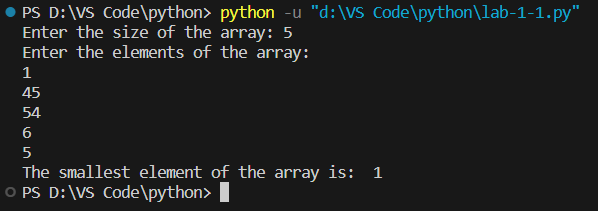 PS D:\VS Code\python> python -u "d:\VS Code\python\lab-1-1.py"
Enter the size of the array: 5
Enter the elements of the array:
1
45
54
6
5
The smallest element of the array is:  1
PS D:\VS Code\python>